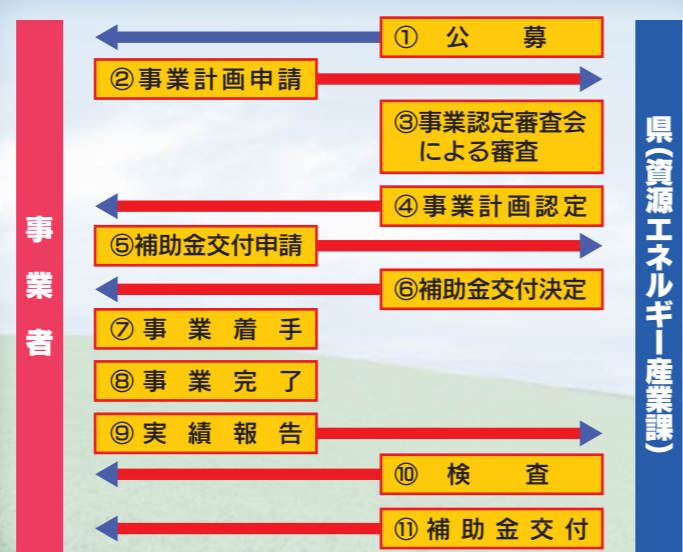 ① 公募
②事業計画申請
③事業認定審査会
による審査
④事業計画認定
⑤補助金交付申請
⑥補助金交付決定
⑦事業着手
⑧事業完了
⑨実績報告
⑩ 検査
⑪補助金交付
事業者
県(資源エネルギー産業課)